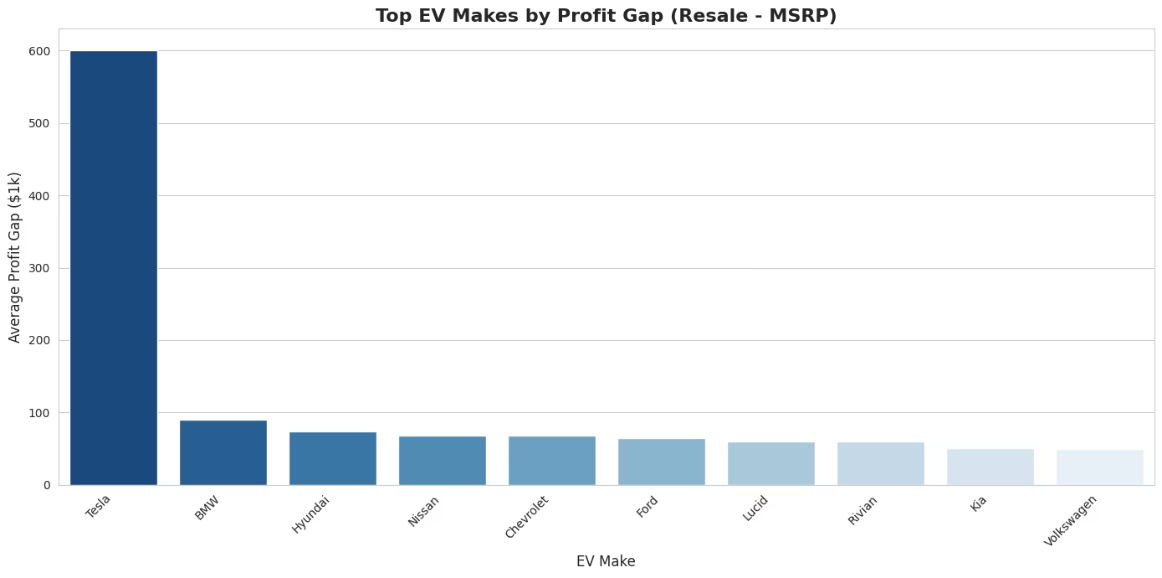 Top EV Makes by Profit Gap (Resale - MSRP)
Average Profit Gap ($1k)
600
500
400
300
200
100
0
Tesla
BMW
Hyundai
Nissan
Chevrolet
Ford
Lucid
Rivian
Kia
Volkswagen
EV Make